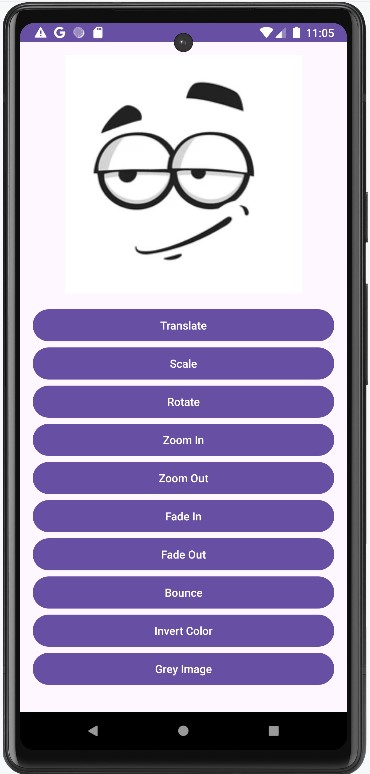 11:05
Translate
Scale
Rotate
Zoom In
Zoom Out
Fade In
Fade Out
Bounce
Invert Color
Grey Image